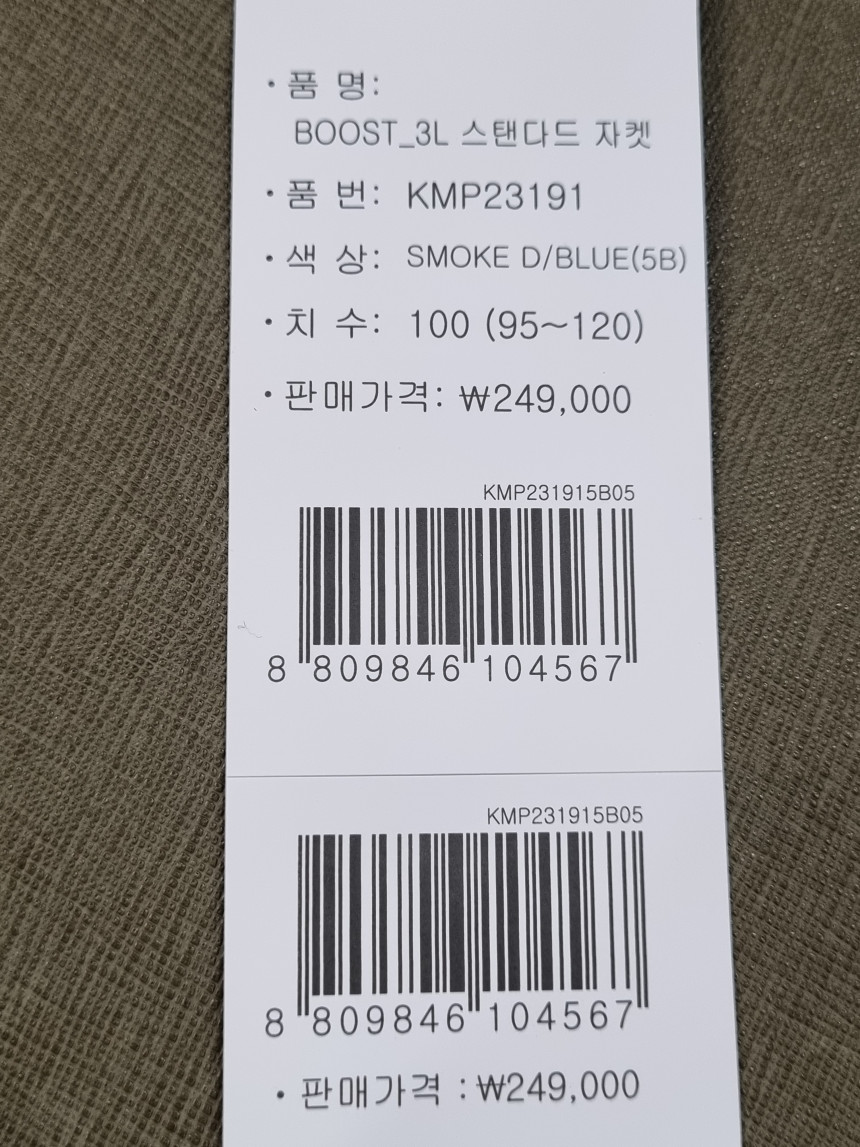 · 품 명:
BOOST_3L 스탠다드 자켓
· 품 번: KMP23191
· 색 상: SMOKE D/BLUE(5B)
· 치 수: 100 (95~120)
· 판매가격: ₩249,000
KMP231915B05
8 809846 104567
KMP231915B05
8 809846 104567
· 판매가격 :₩249,000